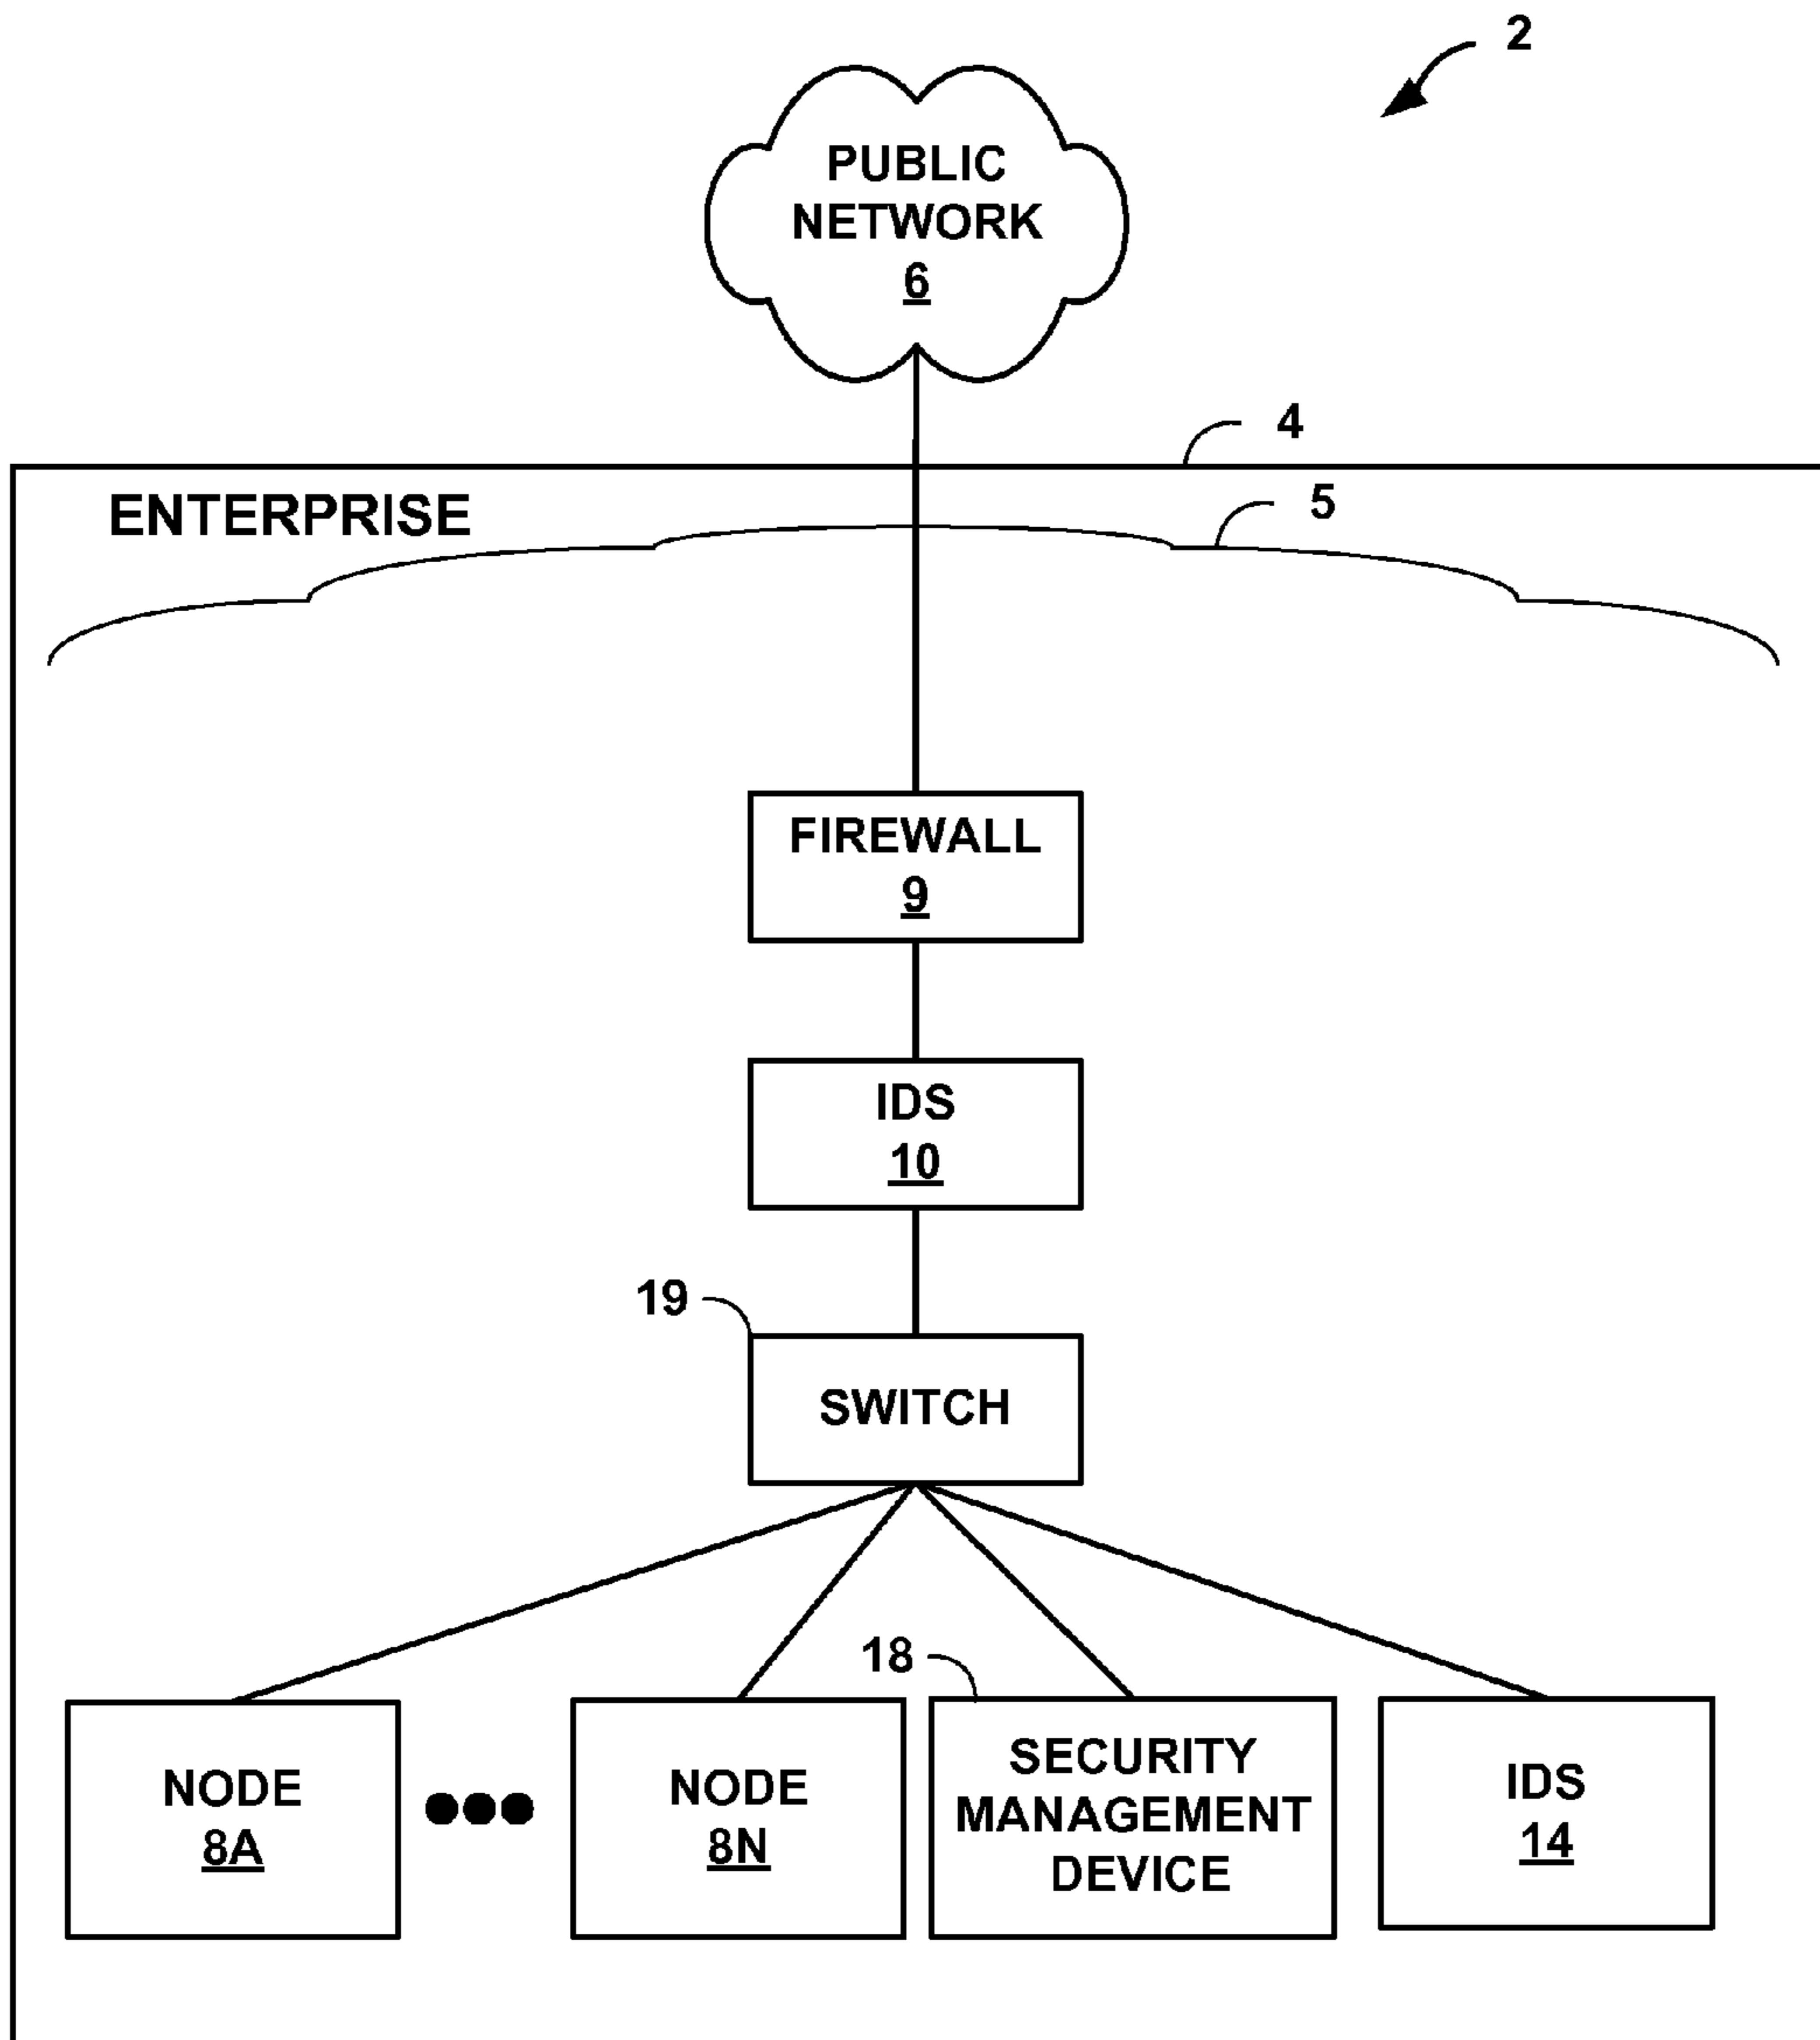 2
PUBLIC
NETWORK
6
4
ENTERPRISE
5
FIREWALL
9
IDS
10
19
SWITCH
18
NODE
8A
NODE
8N
SECURITY
MANAGEMENT
DEVICE
IDS
14